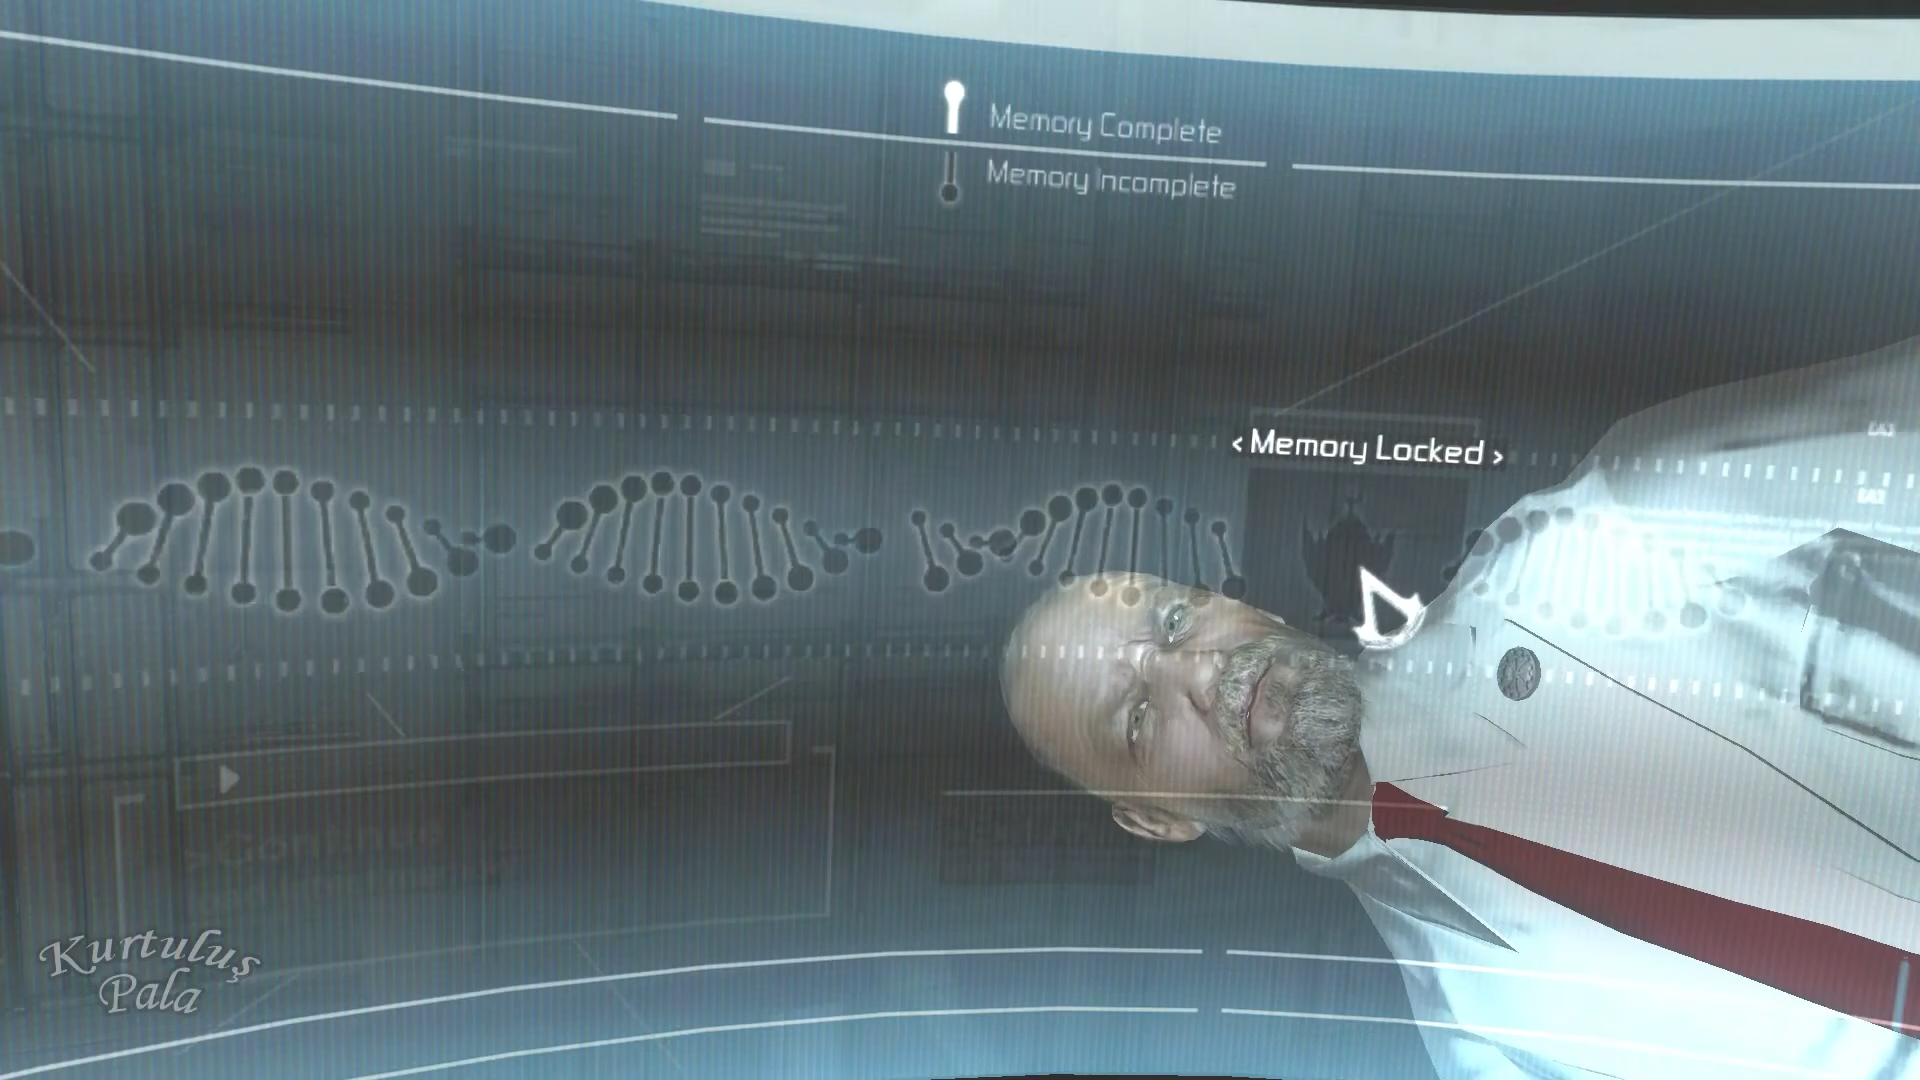 Memory Complete
Memory Incomplete
< Memory Locked >
Kurtuluş
Pala